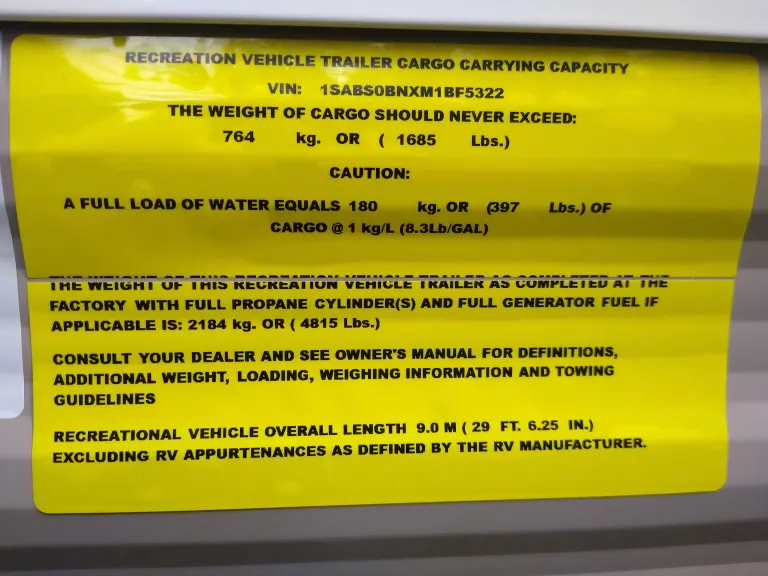 RECREATION VEHICLE TRAILER CARGO CARRYING CAPACITY
VIN: 1SABS0BNXM1BF5322
THE WEIGHT OF CARGO SHOULD NEVER EXCEED:
764 kg. OR ( 1685 Lbs.)
CAUTION:
A FULL LOAD OF WATER EQUALS 180 kg. OR (397 Lbs.) OF
CARGO @ 1 kg/L (8.3Lb/GAL)
THE WEIGHT OF THIS RECREATION VEHICLE TRAILER AS COMPLETED AT THE
FACTORY WITH FULL PROPANE CYLINDER(S) AND FULL GENERATOR FUEL IF
APPLICABLE IS: 2184 kg. OR ( 4815 Lbs.)
CONSULT YOUR DEALER AND SEE OWNER'S MANUAL FOR DEFINITIONS,
ADDITIONAL WEIGHT, LOADING, WEIGHING INFORMATION AND TOWING
GUIDELINES
RECREATIONAL VEHICLE OVERALL LENGTH 9.0 M ( 29 FT. 6.25 IN.)
EXCLUDING RV APPURTENANCES AS DEFINED BY THE RV MANUFACTURER.